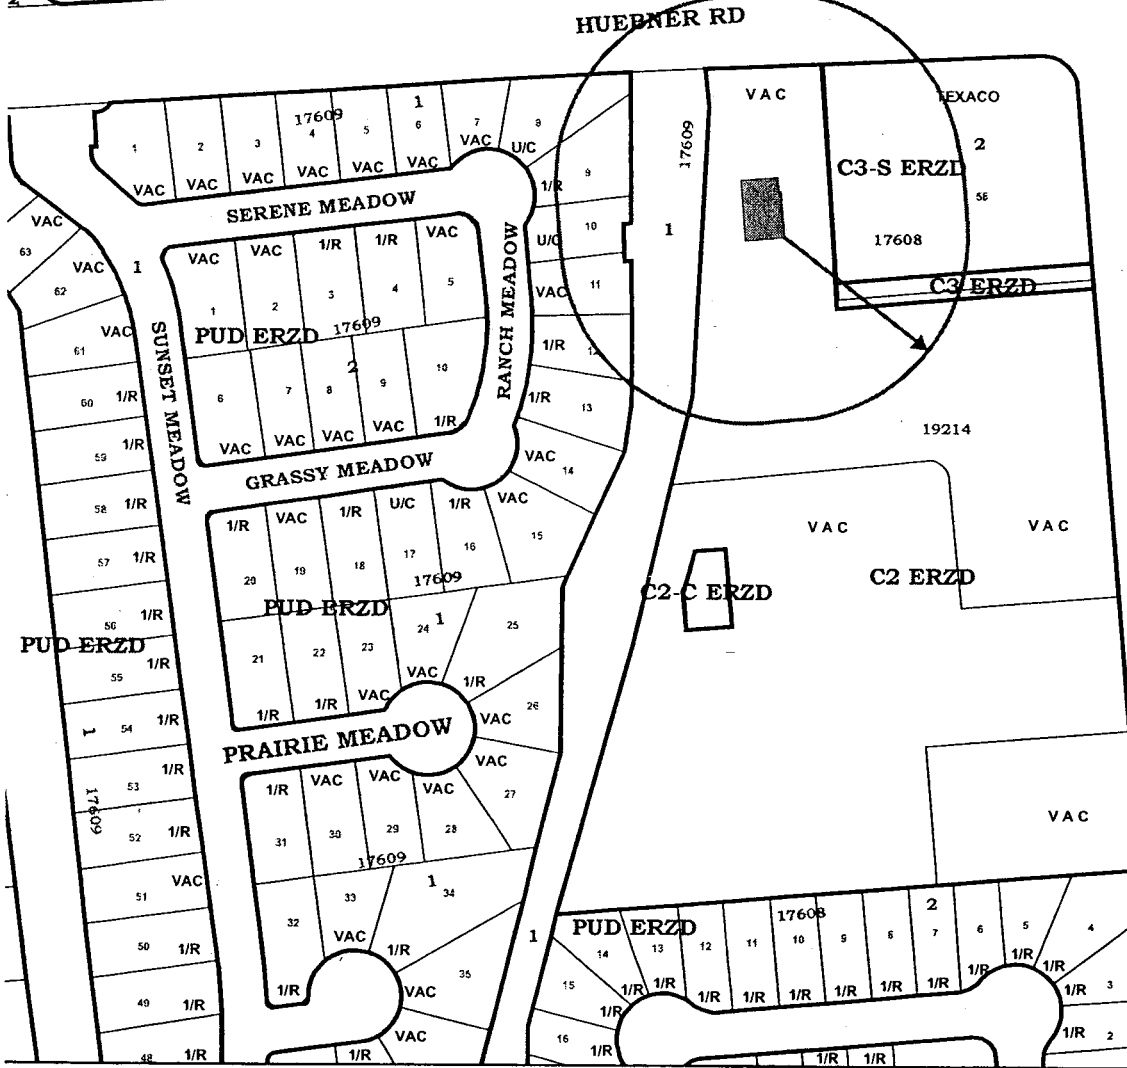 2
HUEBNER RD
1 2 3 4 5 6 7 8
17609 1
VAC VAC VAC VAC VAC VAC VAC U/C
SERENE MEADOW
1/R 9
U/C 10
VAC 11
1/R 12
1/R 13
VAC 14
RANCH MEADOW
17609
1
VAC
TEXACO
2
C3-S ERZD
58
17608
C3 ERZD
19214
VAC
VAC
C2-C ERZD
C2 ERZD
VAC
VAC
63
VAC
62
1
VAC
61
SUNSET MEADOW
VAC VAC 1/R 1/R VAC
1 2 3 4 5
PUD ERZD
17609
2
6 7 8 9 10
VAC VAC VAC VAC 1/R
GRASSY MEADOW
60 1/R
59 1/R
58 1/R
57 1/R
56 1/R
PUD ERZD
55 1/R
1
54 1/R
53 1/R
17609
52 1/R
51 VAC
50 1/R
49 1/R
48 1/R
1/R VAC 1/R U/C 1/R VAC
20 19 18 17 16 15
17609
PUD ERZD
1
21 22 23 24 25
1/R 1/R VAC VAC 1/R
PRAIRIE MEADOW
VAC 26
VAC 27
1/R VAC VAC VAC
31 30 29 28
17609
1
32 33 34
VAC 1/R
1/R VAC 35
VAC
1/R
1
PUD ERZD
17608
2
14 13 12 11 10 9 8 7 6 5 4
1/R 1/R 1/R 1/R 1/R 1/R 1/R 1/R 1/R 1/R 1/R
15 1/R
16 1/R
1/R 3
1/R 2
1/R 1/R